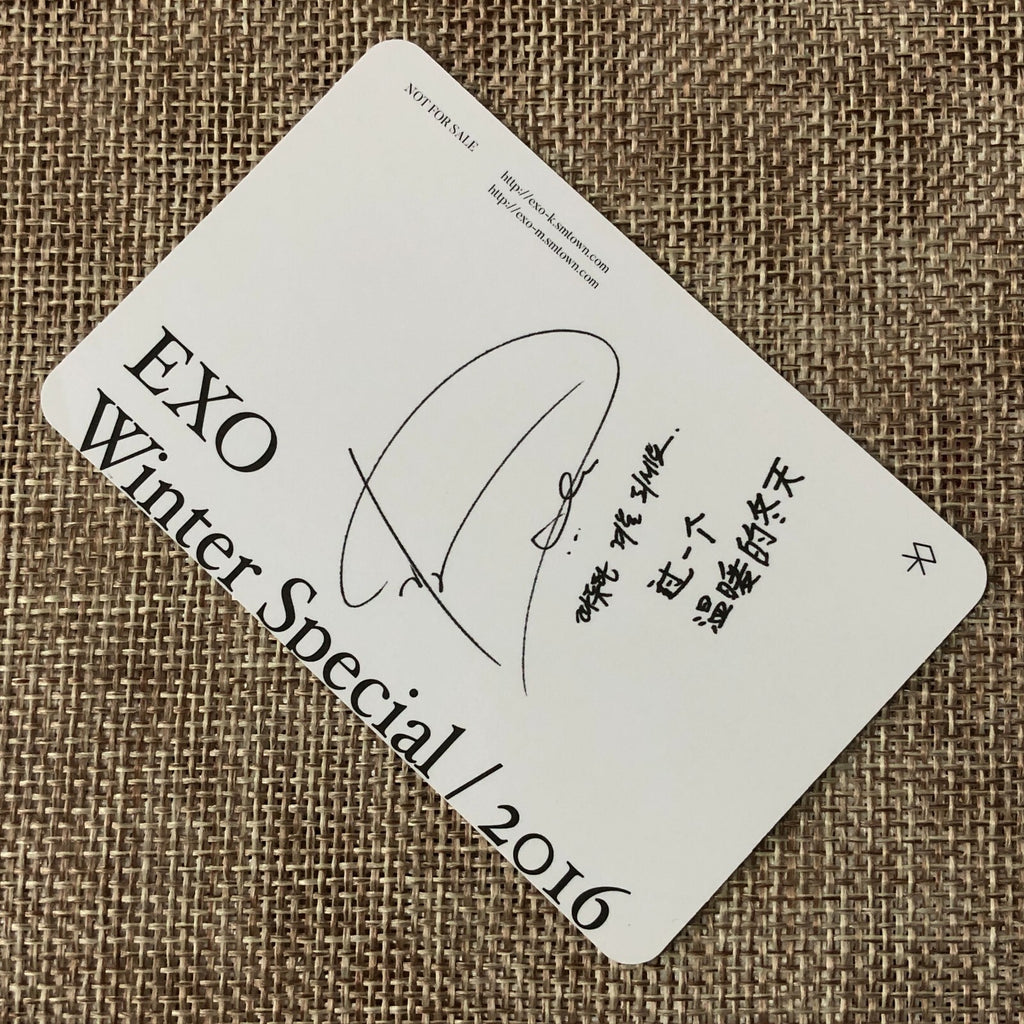 NOT FOR SALE
http://exo-k.smtown.com
http://exo-m.smtown.com
过一个
温暖的冬天
EXO
Winter Special / 2016